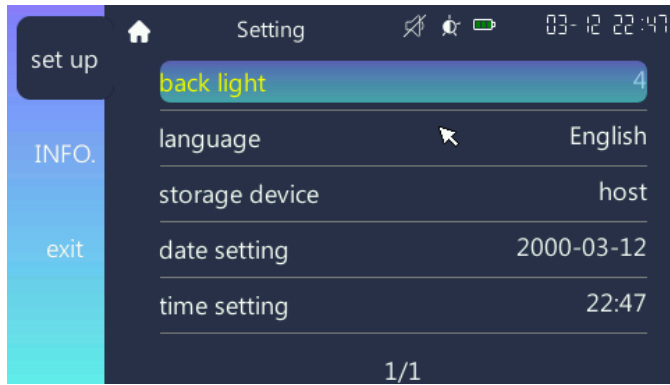 Setting 03-12 22:47
set up
back light 4
language English
INFO.
storage device host
exit
date setting 2000-03-12
time setting 22:47
1/1